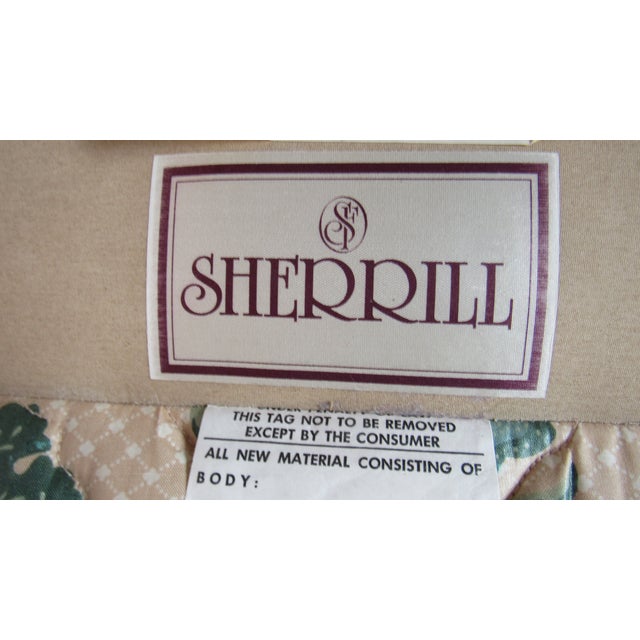 SF
SHERRILL
THIS TAG NOT TO BE REMOVED
EXCEPT BY THE CONSUMER
ALL NEW MATERIAL CONSISTING OF
BODY: